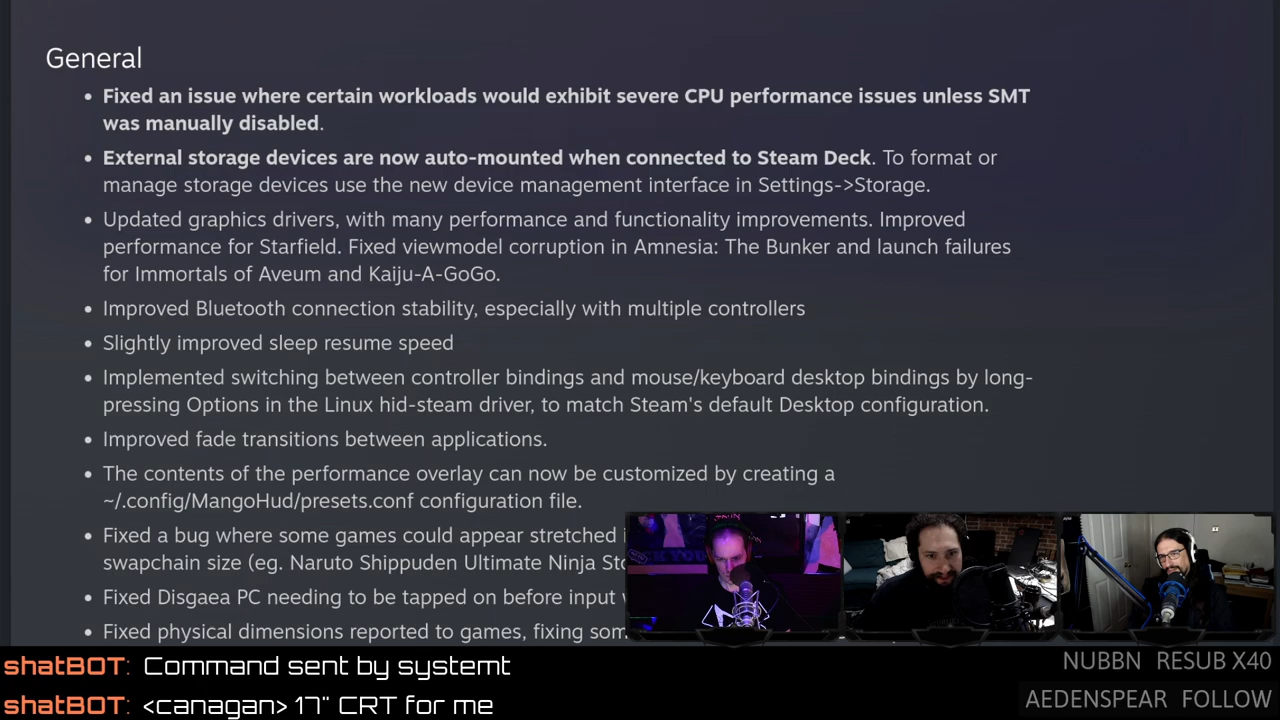 General
• Fixed an issue where certain workloads would exhibit severe CPU performance issues unless SMT
was manually disabled.
• External storage devices are now auto-mounted when connected to Steam Deck. To format or
manage storage devices use the new device management interface in Settings->Storage.
• Updated graphics drivers, with many performance and functionality improvements. Improved
performance for Starfield. Fixed viewmodel corruption in Amnesia: The Bunker and launch failures
for Immortals of Aveum and Kaiju-A-GoGo.
• Improved Bluetooth connection stability, especially with multiple controllers
• Slightly improved sleep resume speed
• Implemented switching between controller bindings and mouse/keyboard desktop bindings by long-
pressing Options in the Linux hid-steam driver, to match Steam's default Desktop configuration.
• Improved fade transitions between applications.
• The contents of the performance overlay can now be customized by creating a
~/.config/MangoHud/presets.conf configuration file.
• Fixed a bug where some games could appear stretched
swapchain size (eg. Naruto Shippuden Ultimate Ninja
• Fixed Disgaea PC needing to be tapped on before input
• Fixed physical dimensions reported to games, fixing
shatBOT: Command sent by systemt
shatBOT: <canagan> 17" CRT for me
NUBBN RESUB X40
AEDENSPEAR FOLLOW